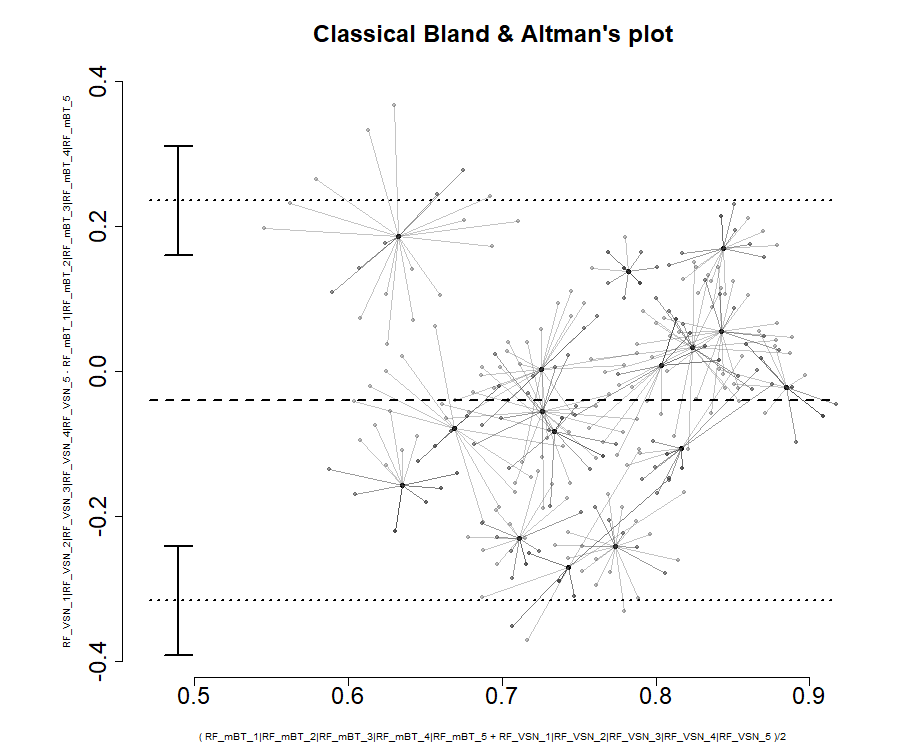 Classical Bland & Altman's plot
RF_VSN_1|RF_VSN_2|RF_VSN_3|RF_VSN_4|RF_VSN_5 - RF_mBT_1|RF_mBT_2|RF_mBT_3|RF_mBT_4|RF_mBT_5
0.4
0.2
0.0
-0.2
-0.4
0.5 0.6 0.7 0.8 0.9
( RF_mBT_1|RF_mBT_2|RF_mBT_3|RF_mBT_4|RF_mBT_5 + RF_VSN_1|RF_VSN_2|RF_VSN_3|RF_VSN_4|RF_VSN_5 )/2